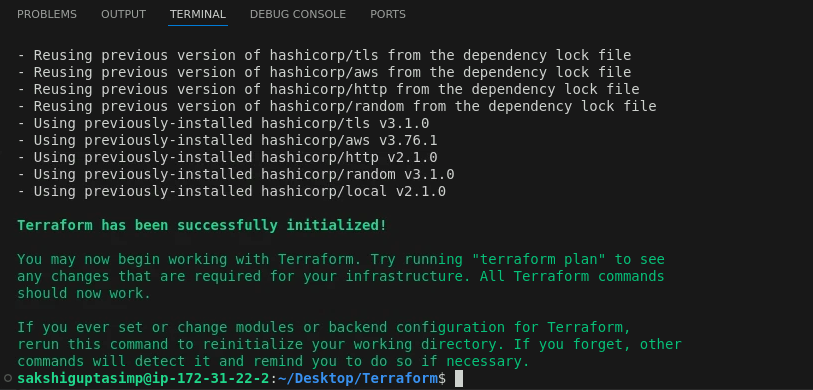 PROBLEMS OUTPUT TERMINAL DEBUG CONSOLE PORTS
- Reusing previous version of hashicorp/tls from the dependency lock file
- Reusing previous version of hashicorp/aws from the dependency lock file
- Reusing previous version of hashicorp/http from the dependency lock file
- Reusing previous version of hashicorp/random from the dependency lock file
- Using previously-installed hashicorp/tls v3.1.0
- Using previously-installed hashicorp/aws v3.76.1
- Using previously-installed hashicorp/http v2.1.0
- Using previously-installed hashicorp/random v3.1.0
- Using previously-installed hashicorp/local v2.1.0
Terraform has been successfully initialized!
You may now begin working with Terraform. Try running "terraform plan" to see
any changes that are required for your infrastructure. All Terraform commands
should now work.
If you ever set or change modules or backend configuration for Terraform,
rerun this command to reinitialize your working directory. If you forget, other
commands will detect it and remind you to do so if necessary.
sakshiguptasimp@ip-172-31-22-2:~/Desktop/Terraform$